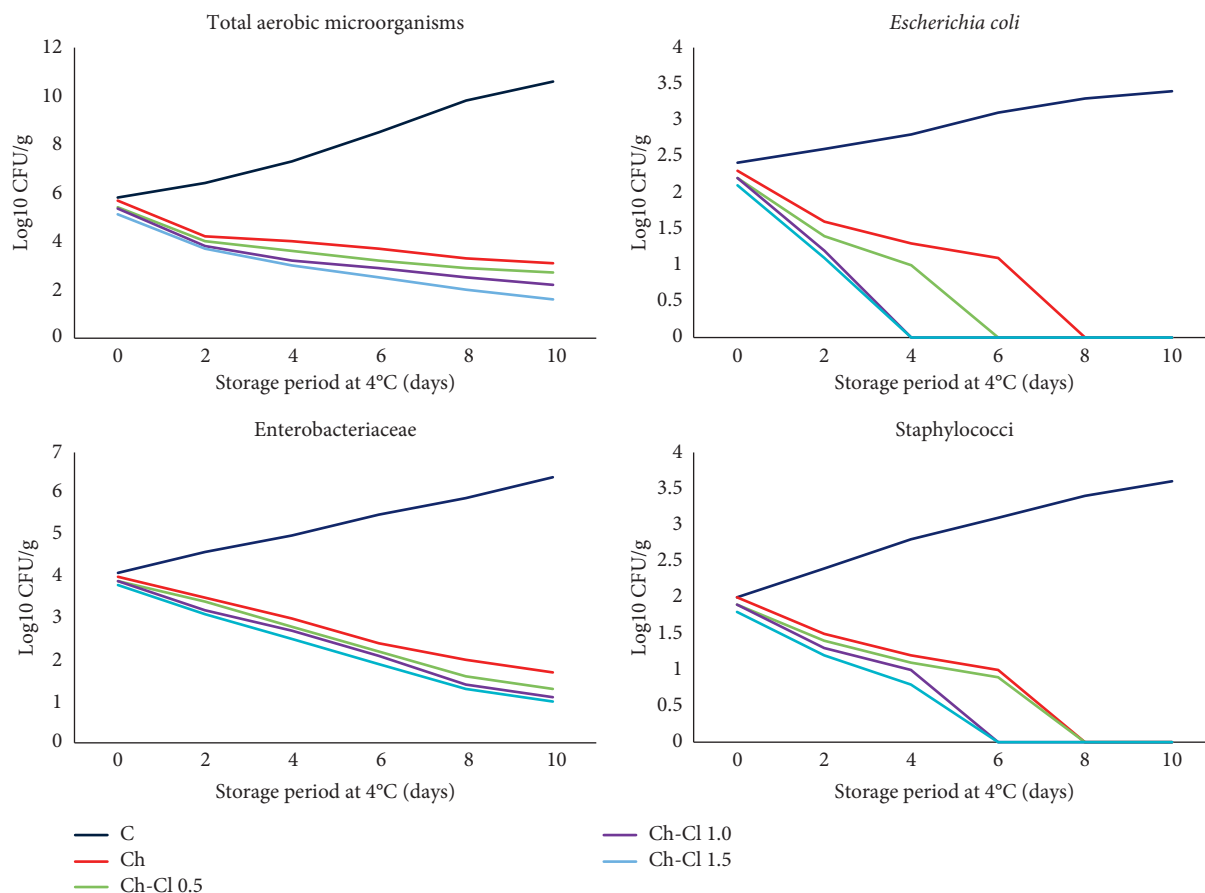 Total aerobic microorganisms
12
10
8
6
4
2
0
Log10 CFU/g
0 2 4 6 8 10
Storage period at 4°C (days)
Escherichia coli
4
3.5
3
2.5
2
1.5
1
0.5
0
Log10 CFU/g
0 2 4 6 8 10
Storage period at 4°C (days)
Enterobacteriaceae
7
6
5
4
3
2
1
0
Log10 CFU/g
0 2 4 6 8 10
Storage period at 4°C (days)
Staphylococci
4
3.5
3
2.5
2
1.5
1
0.5
0
Log10 CFU/g
0 2 4 6 8 10
Storage period at 4°C (days)
C
Ch
Ch-Cl 0.5
Ch-Cl 1.0
Ch-Cl 1.5